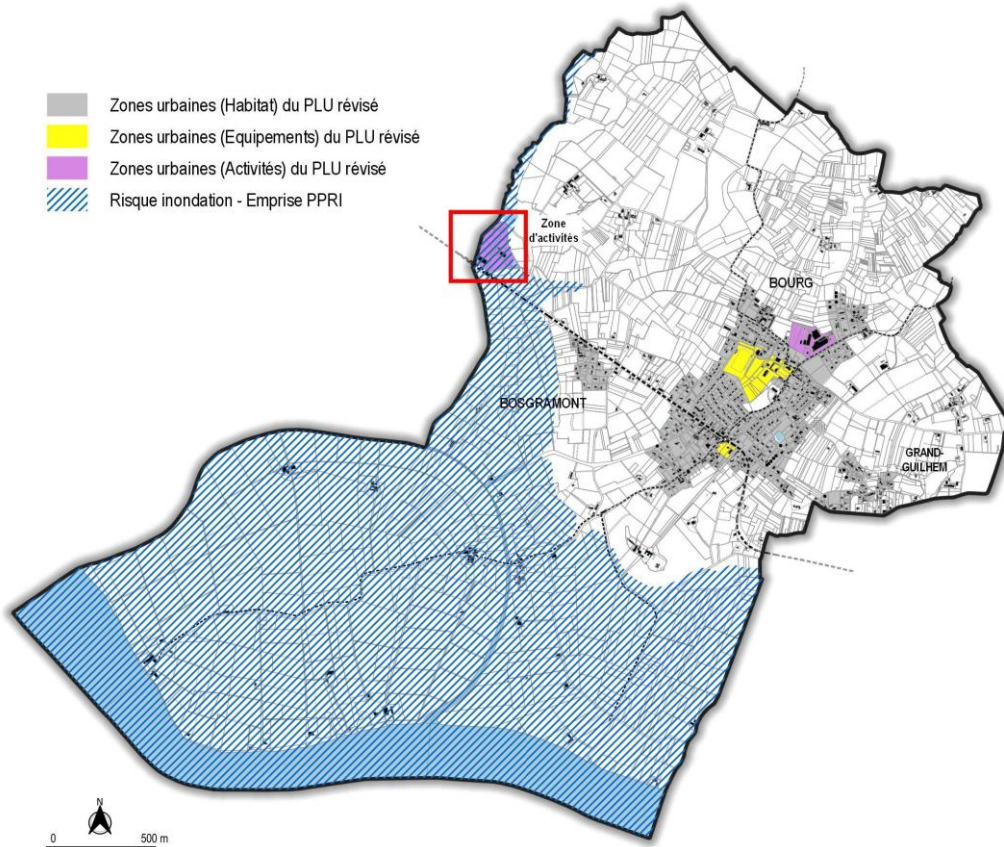 Zones urbaines (Habitat) du PLU révisé
Zones urbaines (Equipements) du PLU révisé
Zones urbaines (Activités) du PLU révisé
Risque inondation - Emprise PPRI
Zone
d'activités
BOURG
BOSGRAMONT
GRAND-
GUILHEM
N
0 500 m